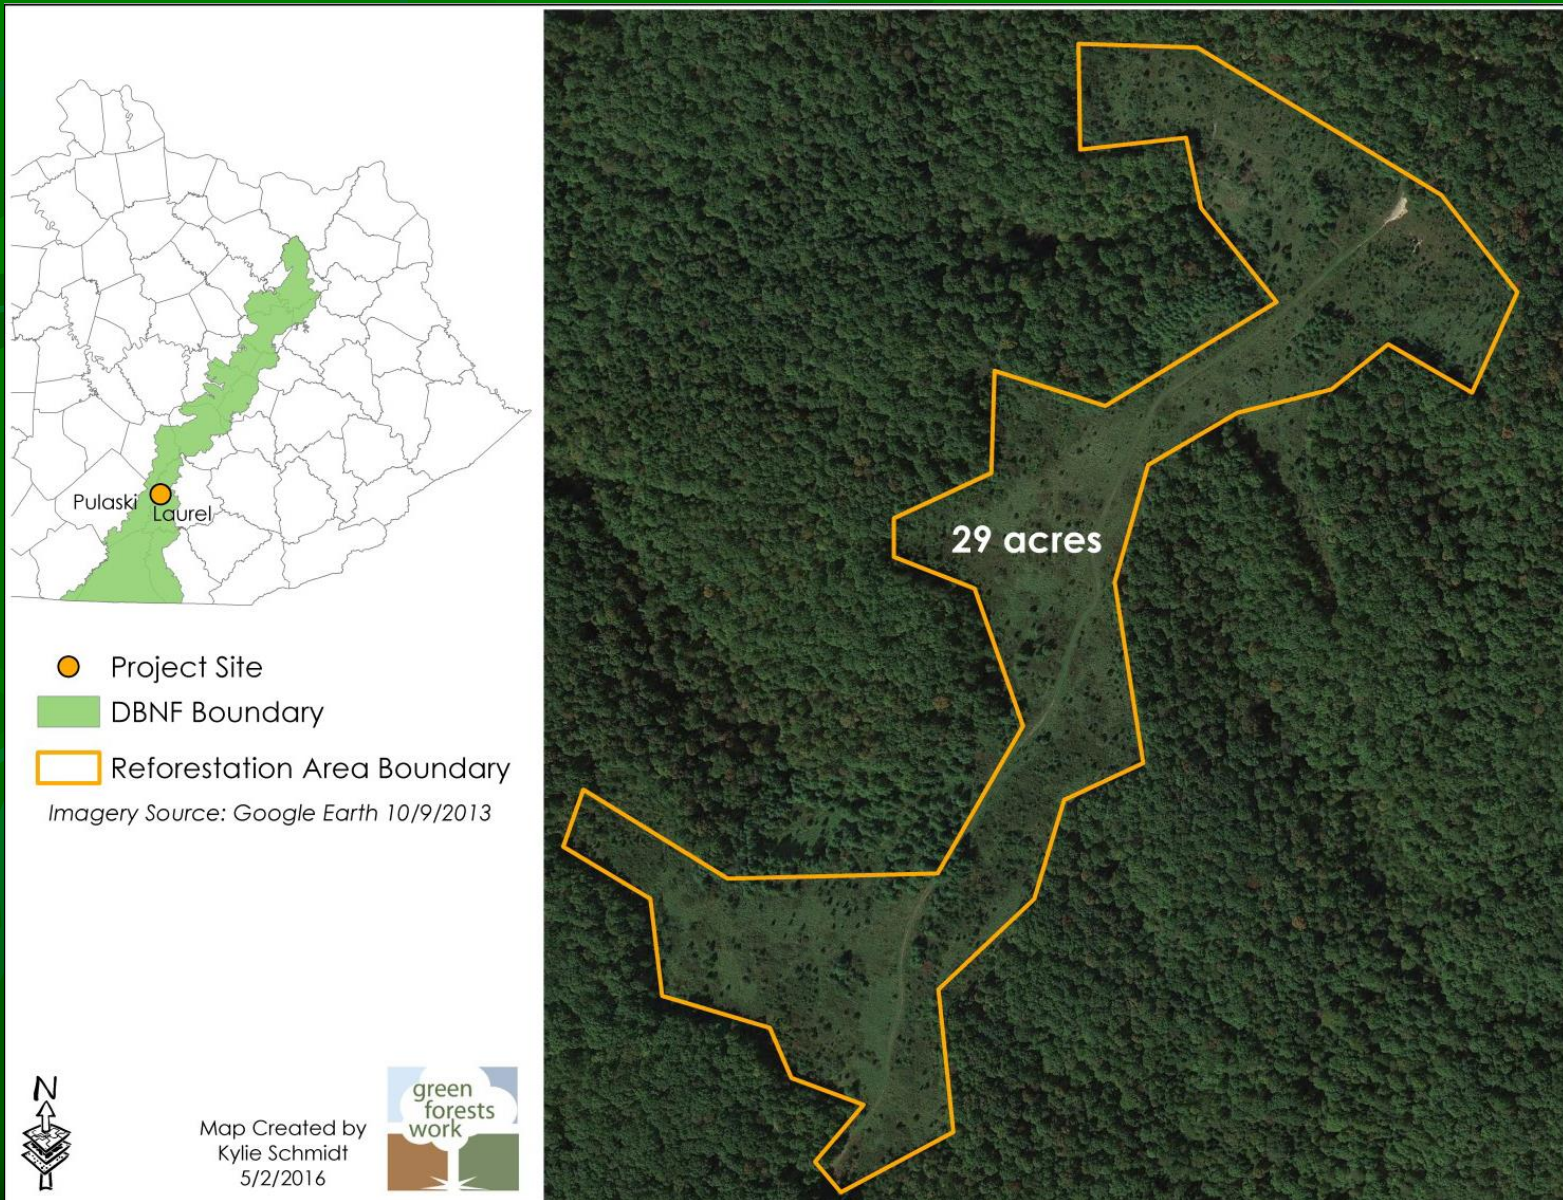 Pulaski
Laurel
Project Site
DBNF Boundary
Reforestation Area Boundary
Imagery Source: Google Earth 10/9/2013
N
Map Created by
Kylie Schmidt
5/2/2016
green
forests
work
29 acres